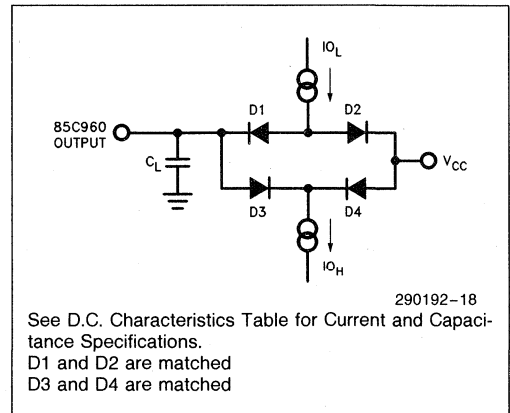 IOL
D1 D2
85C960
OUTPUT
CL
VCC
D3 D4
IOH
290192–18
See D.C. Characteristics Table for Current and Capaci-
tance Specifications.
D1 and D2 are matched
D3 and D4 are matched